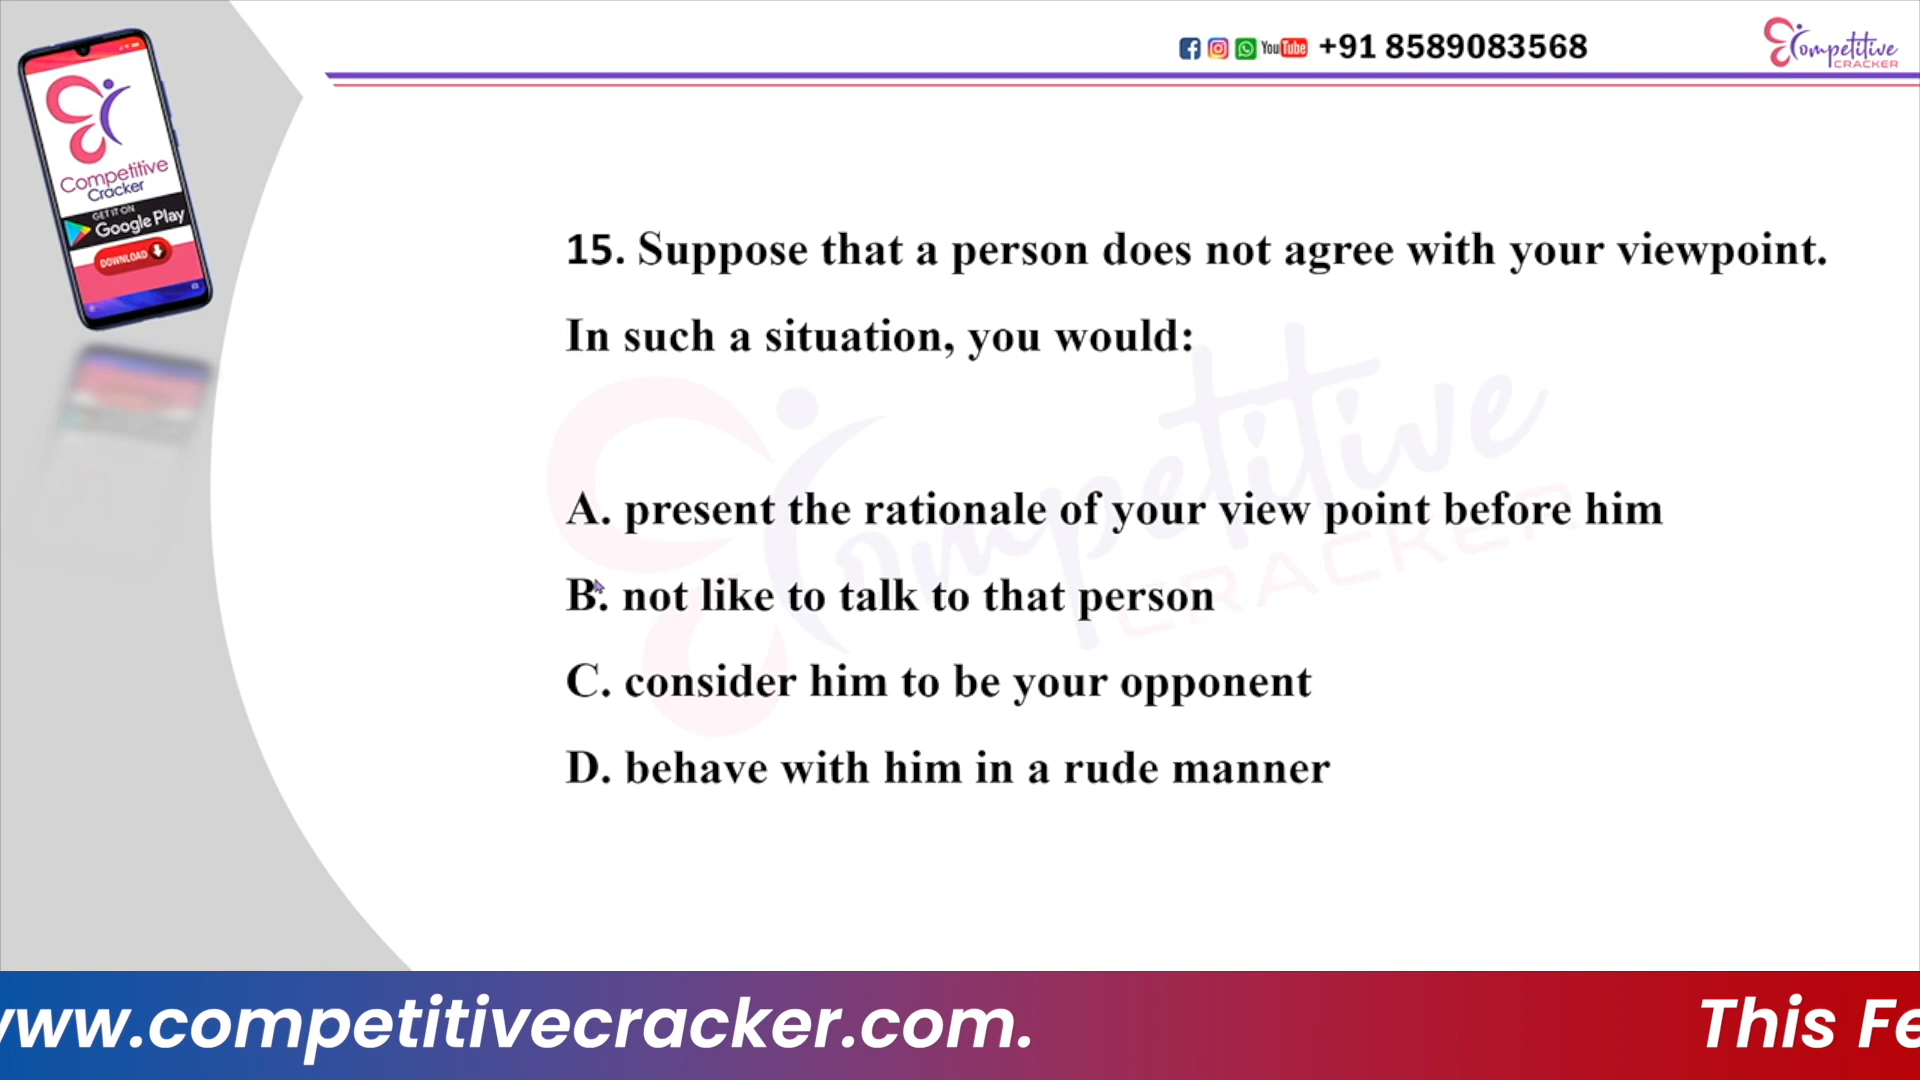 +91 8589083568
Competitive
CRACKER
Competitive
Cracker
GET IT ON
Google Play
DOWNLOAD
15. Suppose that a person does not agree with your viewpoint.
In such a situation, you would:
A. present the rationale of your view point before him
B. not like to talk to that person
C. consider him to be your opponent
D. behave with him in a rude manner
Competitive
CRACKER
www.competitivecracker.com.
This Fe